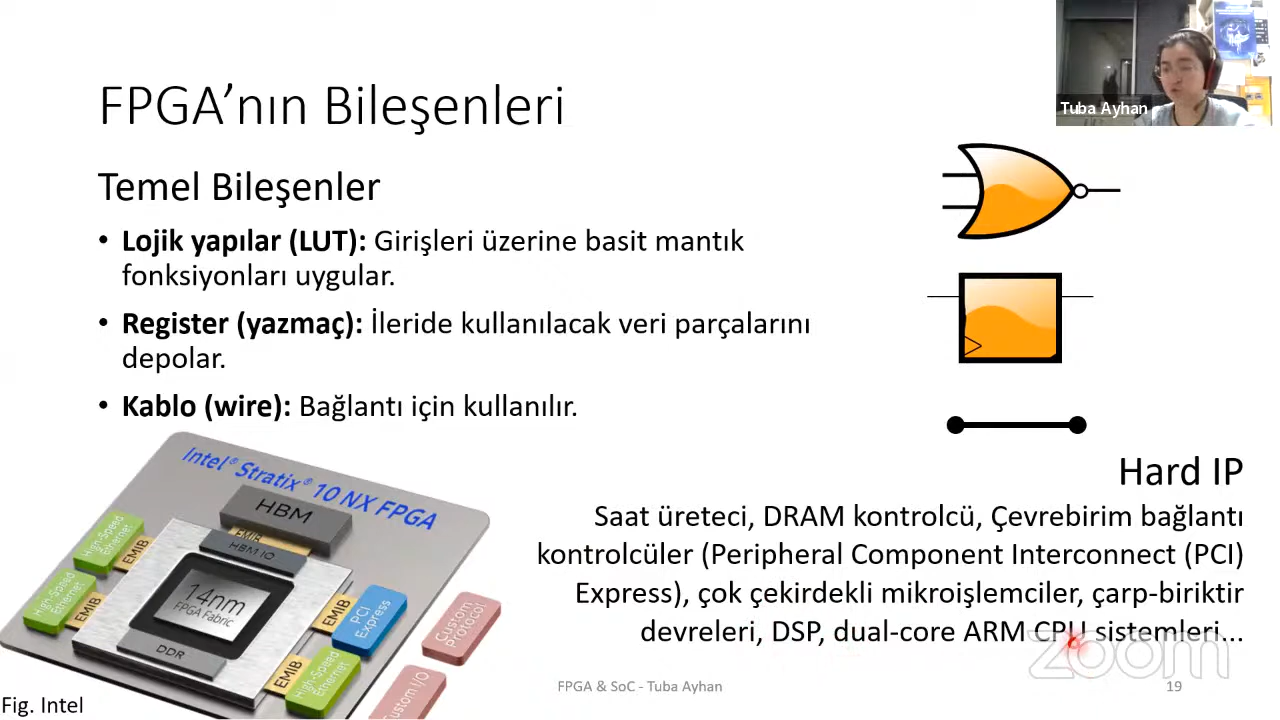 Tuba Ayhan
FPGA’nın Bileşenleri
Temel Bileşenler
• Lojik yapılar (LUT): Girişleri üzerine basit mantık
fonksiyonları uygular.
• Register (yazmaç): İleride kullanılacak veri parçalarını
depolar.
• Kablo (wire): Bağlantı için kullanılır.
Intel® Stratix® 10 NX FPGA
HBM
EMIB
HBM IO
High-Speed
Ethernet
EMIB
High-Speed
Ethernet
EMIB
14nm
FPGA Fabric
EMIB
PCI
Express
Custom
Protocol
DDR
EMIB
High-Speed
Ethernet
Custom I/O
Fig. Intel
Hard IP
Saat üreteci, DRAM kontrolcü, Çevrebirim bağlantı
kontrolcüler (Peripheral Component Interconnect (PCI)
Express), çok çekirdekli mikroişlemciler, çarp-biriktir
devreleri, DSP, dual-core ARM CPU sistemleri...
zoom
FPGA & SoC - Tuba Ayhan
19